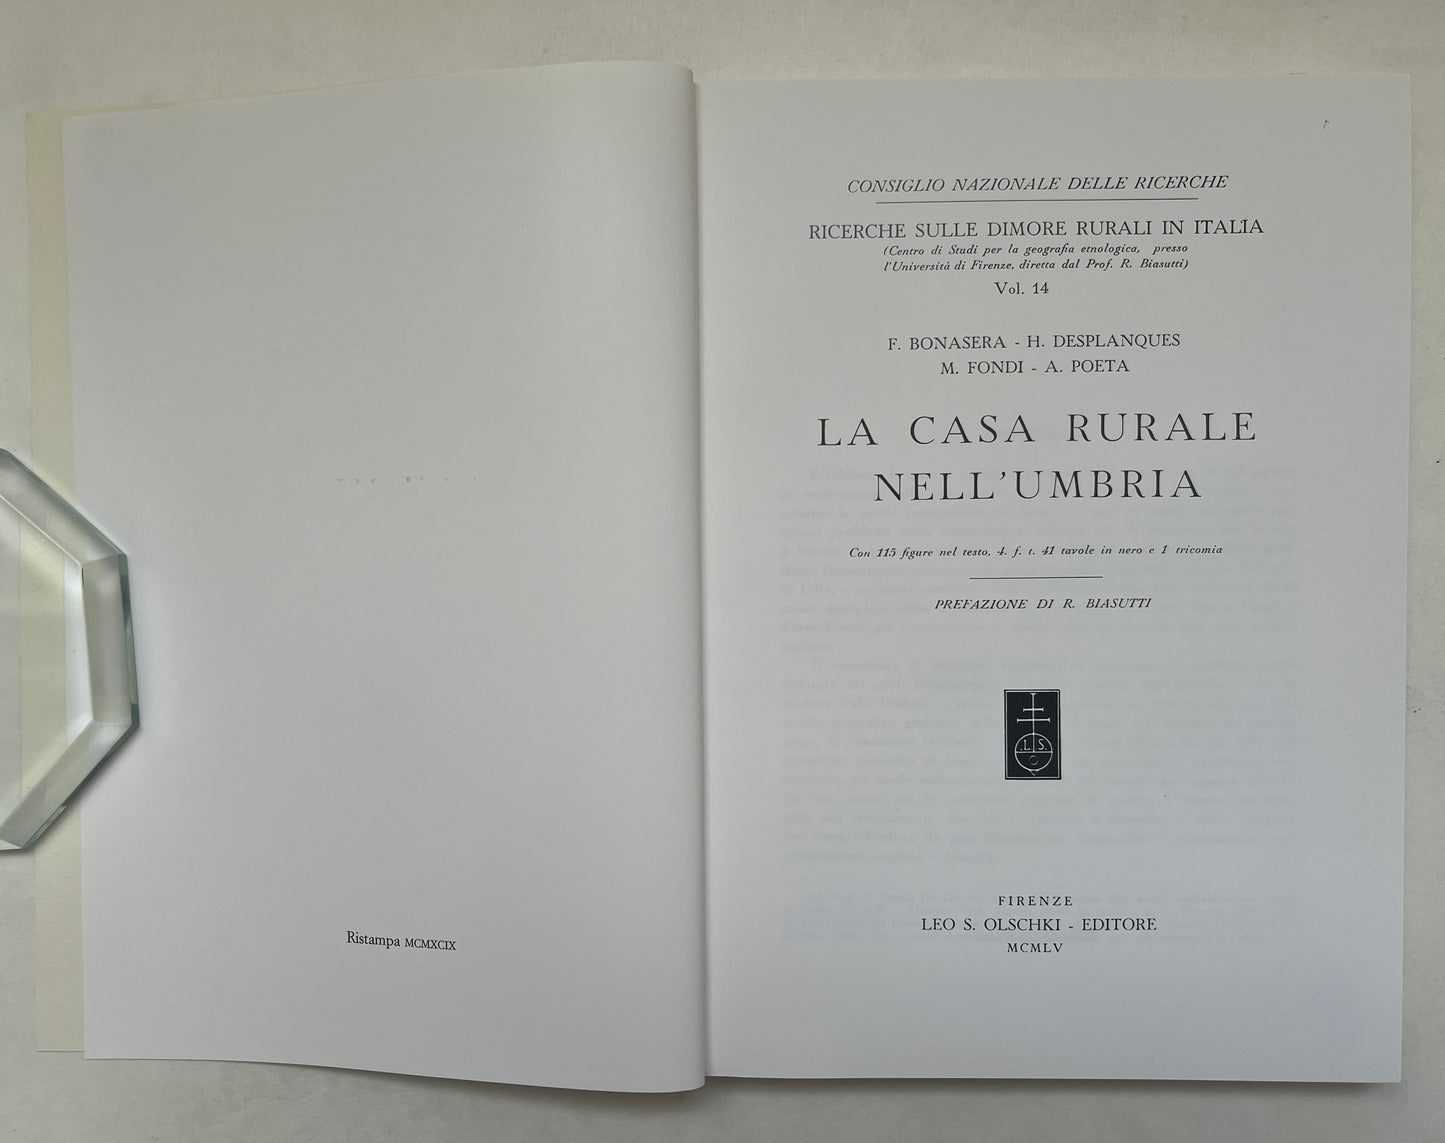 Ristampa MCMXCIX
CONSIGLIO NAZIONALE DELLE RICERCHE
RICERCHE SULLE DIMORE RURALI IN ITALIA
(Centro di Studi per la geografia etnologica, presso
l'Università di Firenze, diretta dal Prof. R. Biasutti)
Vol. 14
F. BONASERA - H. DESPLANQUES
M. FONDI - A. POETA
LA CASA RURALE
NELL'UMBRIA
Con 115 figure nel testo, 4. f. t. 41 tavole in nero e 1 tricomia
PREFAZIONE DI R. BIASUTTI
.L S.
O
FIRENZE
LEO S. OLSCHKI - EDITORE
MCMLV